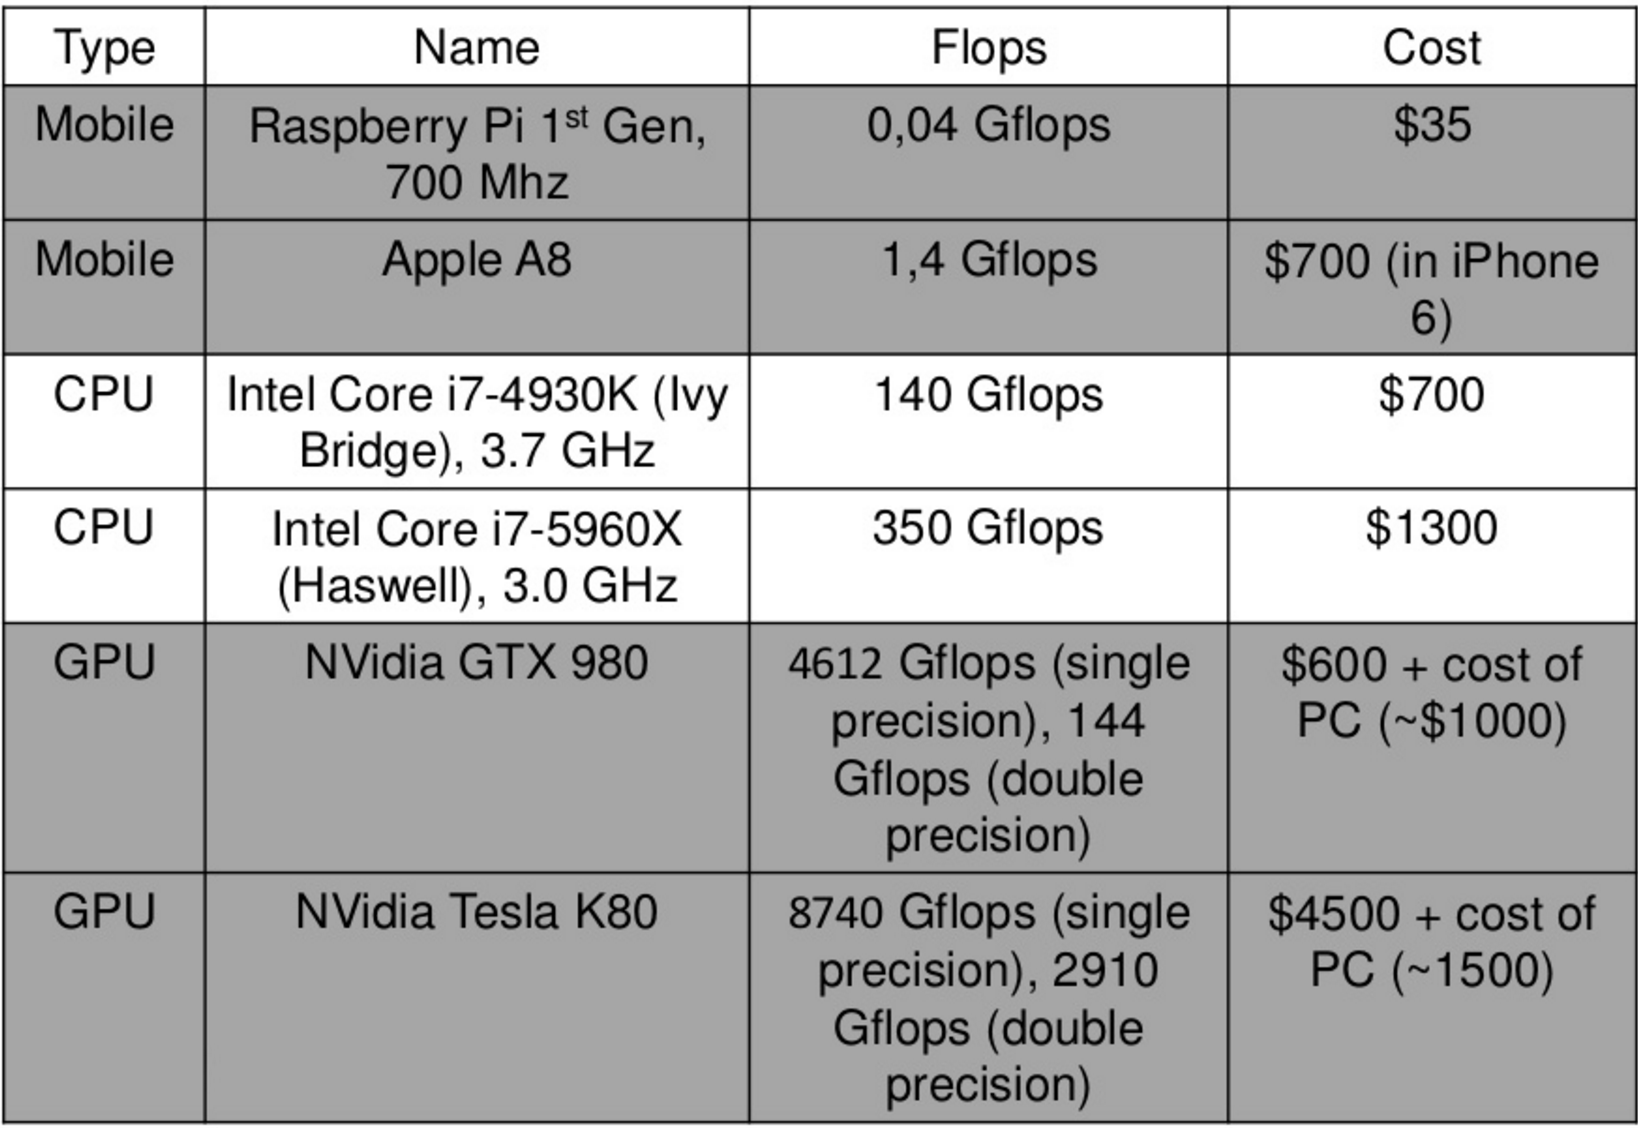 Type Name Flops Cost
Mobile Raspberry Pi 1st Gen, 0,04 Gflops $35
700 Mhz
Mobile Apple A8 1,4 Gflops $700 (in iPhone
6)
CPU Intel Core i7-4930K (Ivy 140 Gflops $700
Bridge), 3.7 GHz
CPU Intel Core i7-5960X 350 Gflops $1300
(Haswell), 3.0 GHz
GPU NVidia GTX 980 4612 Gflops (single $600 + cost of
precision), 144 PC (~$1000)
Gflops (double
precision)
GPU NVidia Tesla K80 8740 Gflops (single $4500 + cost of
precision), 2910 PC (~1500)
Gflops (double
precision)